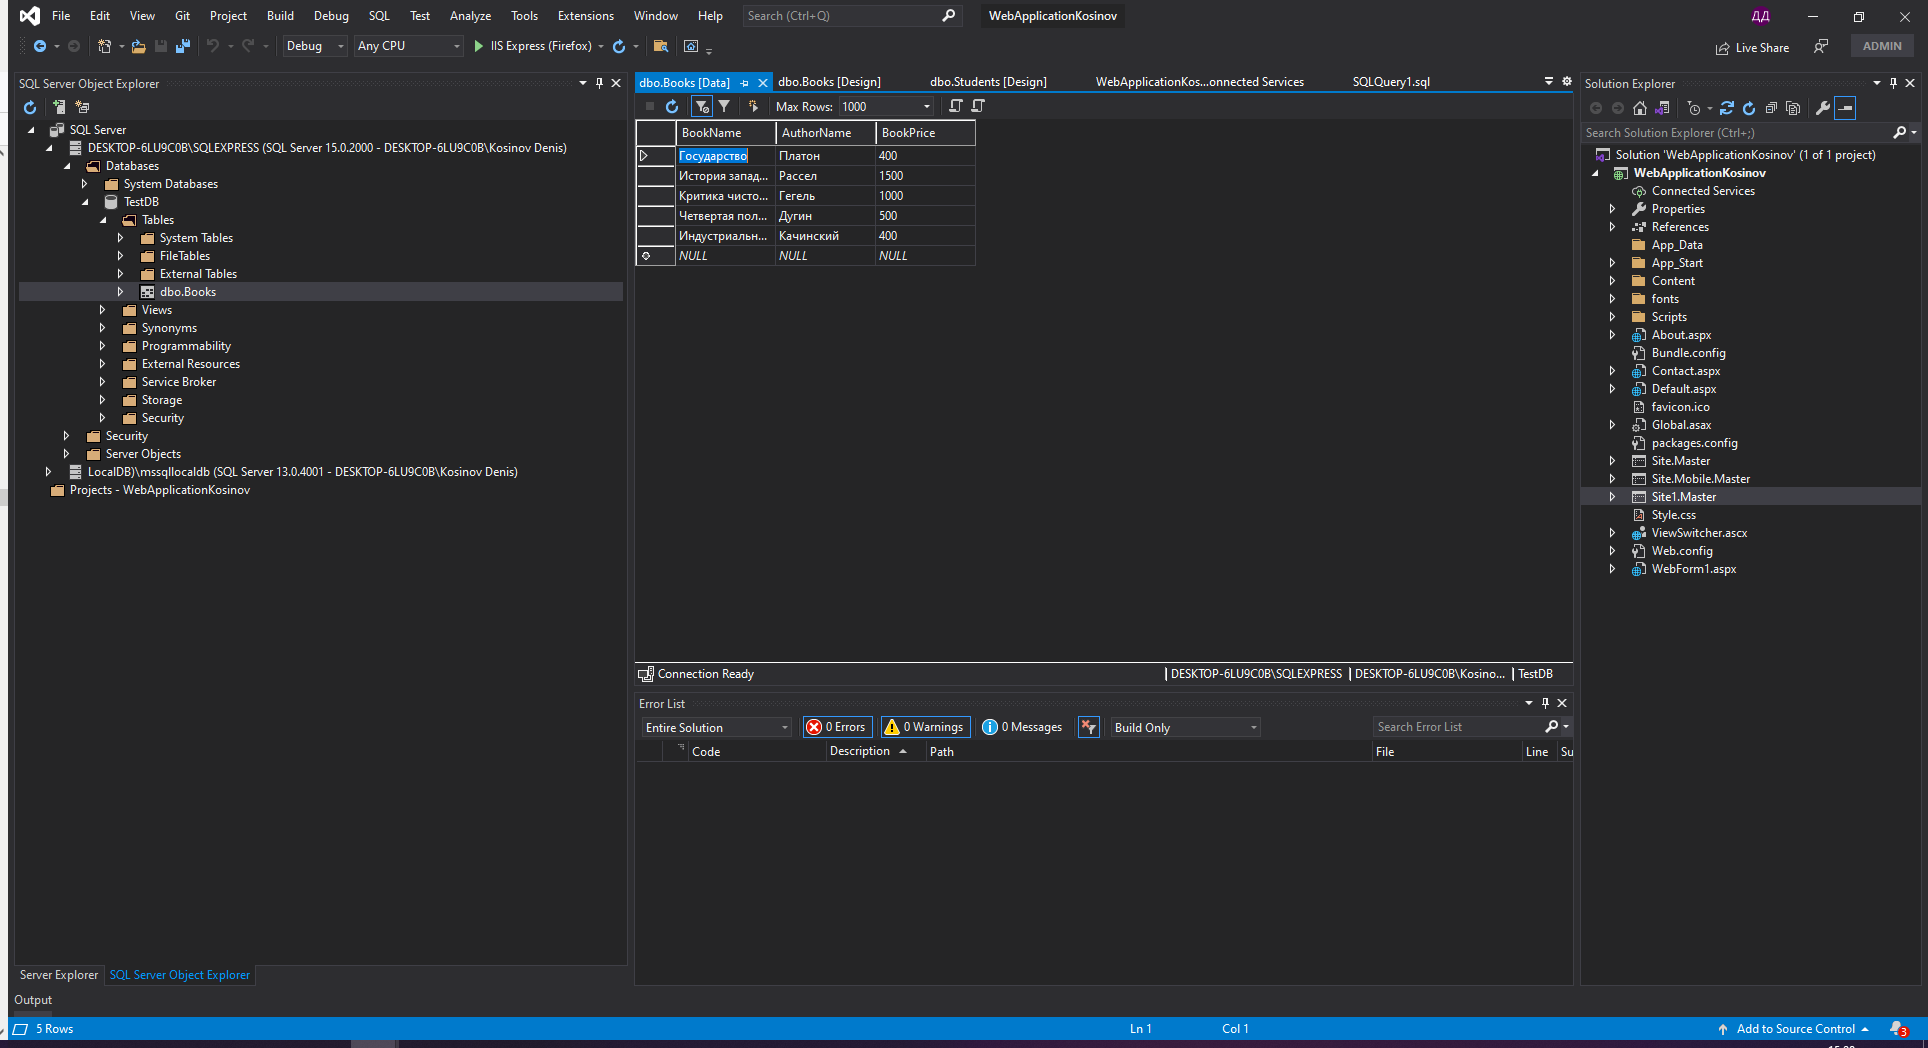 File Edit View Git Project Build Debug SQL Test Analyze Tools Extensions Window Help Search (Ctrl+Q) WebApplicationKosinov ДД
Debug Any CPU IIS Express (Firefox) Live Share ADMIN
SQL Server Object Explorer
SQL Server
DESKTOP-6LU9C0B\SQLEXPRESS (SQL Server 15.0.2000 - DESKTOP-6LU9C0B\Kosinov Denis)
Databases
System Databases
TestDB
Tables
System Tables
FileTables
External Tables
dbo.Books
Views
Synonyms
Programmability
External Resources
Service Broker
Storage
Security
Security
Server Objects
LocalDB)\mssqllocaldb (SQL Server 13.0.4001 - DESKTOP-6LU9C0B\Kosinov Denis)
Projects - WebApplicationKosinov
Server Explorer SQL Server Object Explorer
dbo.Books [Data] dbo.Books [Design] dbo.Students [Design] WebApplicationKos...onnected Services SQLQuery1.sql
Max Rows: 1000
BookName AuthorName BookPrice
Государство Платон 400
История запад... Рассел 1500
Критика чисто... Гегель 1000
Четвертая пол... Дугин 500
Индустриальн... Качинский 400
NULL NULL NULL
Connection Ready DESKTOP-6LU9C0B\SQLEXPRESS DESKTOP-6LU9C0B\Kosino... TestDB
Error List
Entire Solution 0 Errors 0 Warnings 0 Messages Build Only Search Error List
Code Description Path File Line Su
Solution Explorer
Search Solution Explorer (Ctrl+;)
Solution 'WebApplicationKosinov' (1 of 1 project)
WebApplicationKosinov
Connected Services
Properties
References
App_Data
App_Start
Content
fonts
Scripts
About.aspx
Bundle.config
Contact.aspx
Default.aspx
favicon.ico
Global.asax
packages.config
Site.Master
Site.Mobile.Master
Site1.Master
Style.css
ViewSwitcher.ascx
Web.config
WebForm1.aspx
Output
5 Rows Ln 1 Col 1 Add to Source Control 3